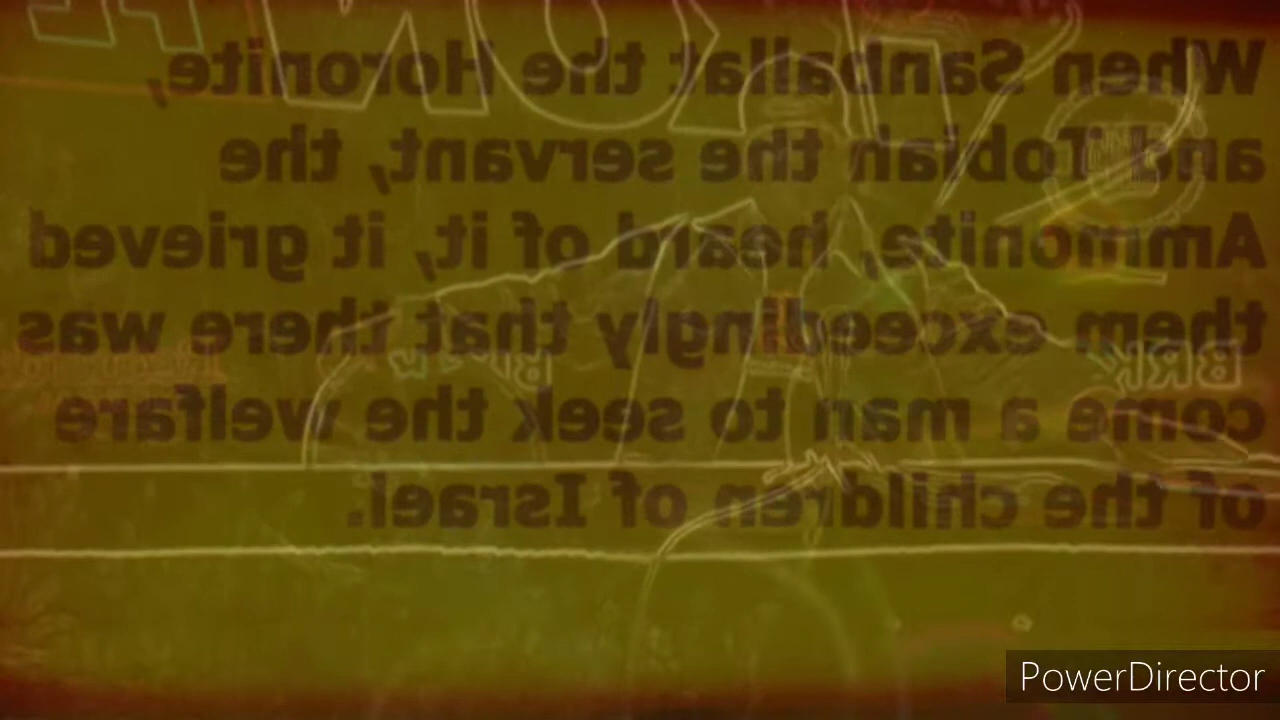 When Sanballat the Horonite,
and Tobiah the servant, the
Ammonite, heard of it, it grieved
them exceedingly that there was
come a man to seek the welfare
of the children of Israel.
PowerDirector